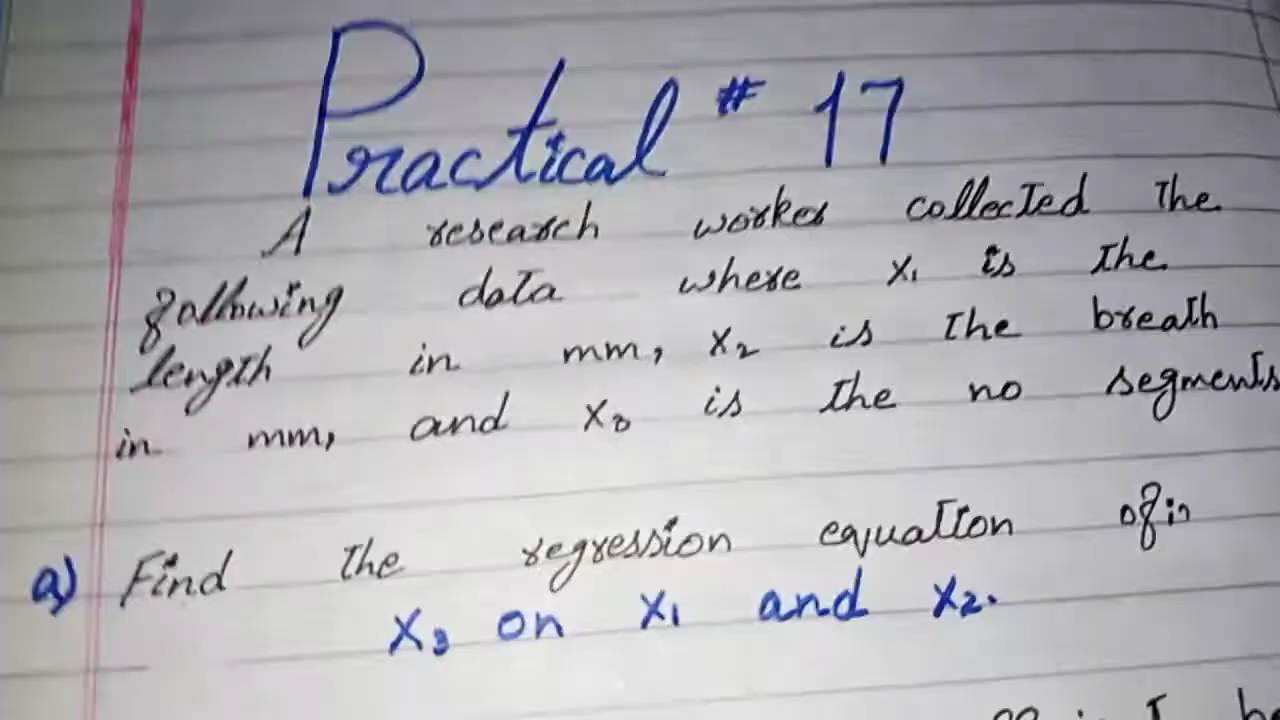 Practical # 17
A research worker collected the
following data where X₁ is the
length in mm, X₂ is the breath
in mm, and X₃ is the no segments
a) Find the regression equation of
X₃ on X₁ and X₂.